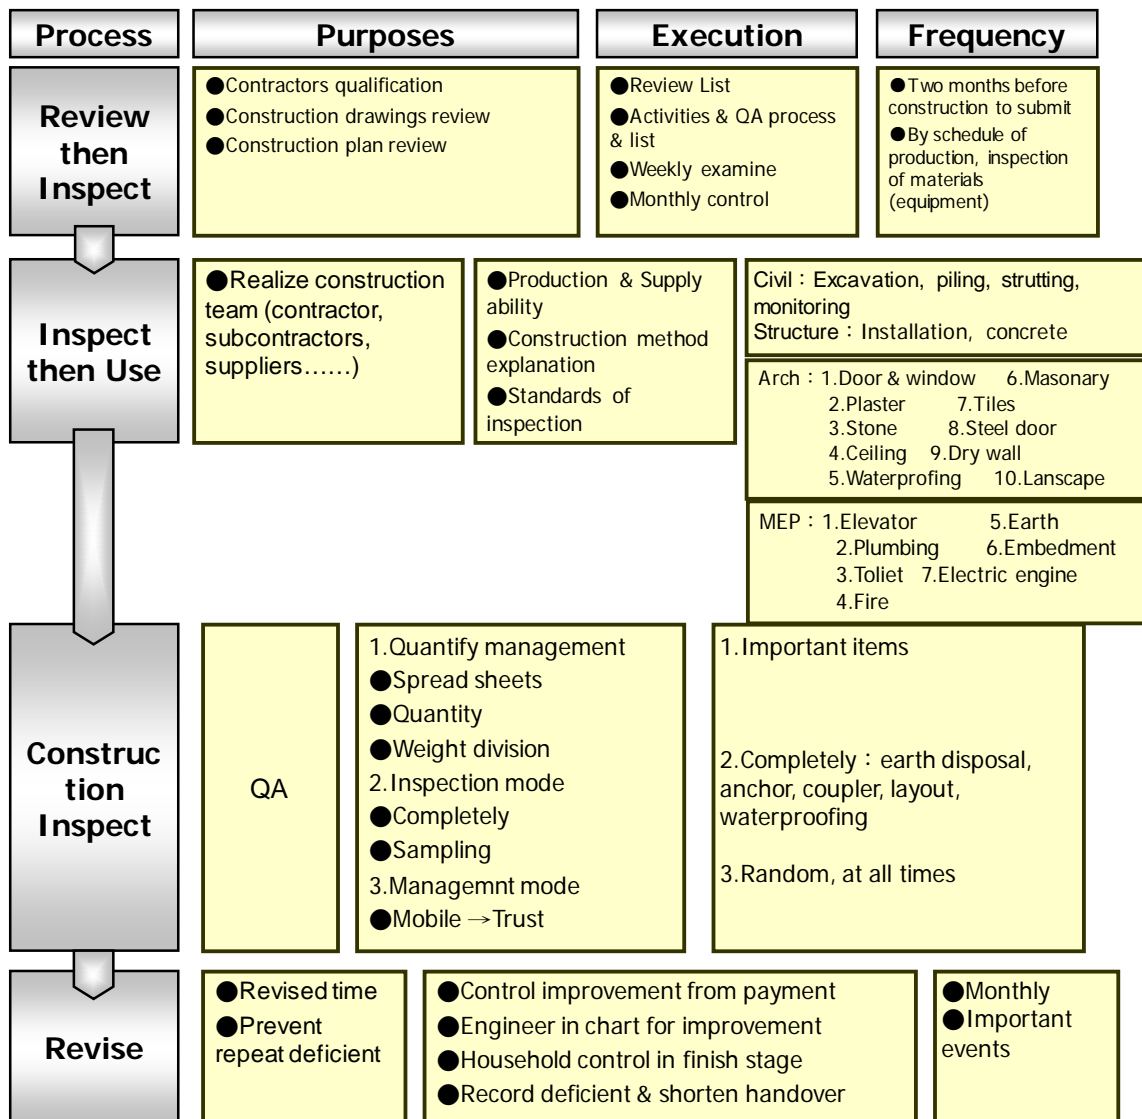 Process
Purposes
Execution
Frequency
Review
then
Inspect
●Contractors qualification
●Construction drawings review
●Construction plan review
●Review List
●Activities & QA process
& list
●Weekly examine
●Monthly control
●Two months before
construction to submit
●By schedule of
production, inspection
of materials
(equipment)
Inspect
then Use
●Realize construction
team (contractor,
subcontractors,
suppliers……)
●Production & Supply
ability
●Construction method
explanation
●Standards of
inspection
Civil：Excavation, piling, strutting,
monitoring
Structure：Installation, concrete
Arch：1.Door & window 6.Masonary
2.Plaster 7.Tiles
3.Stone 8.Steel door
4.Ceiling 9.Dry wall
5.Waterprofing 10.Lanscape
MEP：1.Elevator 5.Earth
2.Plumbing 6.Embedment
3.Toliet 7.Electric engine
4.Fire
Construc
tion
Inspect
QA
1.Quantify management
●Spread sheets
●Quantity
●Weight division
2.Inspection mode
●Completely
●Sampling
3.Managemnt mode
●Mobile →Trust
1.Important items
2.Completely：earth disposal,
anchor, coupler, layout,
waterproofing
3.Random, at all times
Revise
●Revised time
●Prevent
repeat deficient
●Control improvement from payment
●Engineer in chart for improvement
●Household control in finish stage
●Record deficient & shorten handover
●Monthly
●Important
events